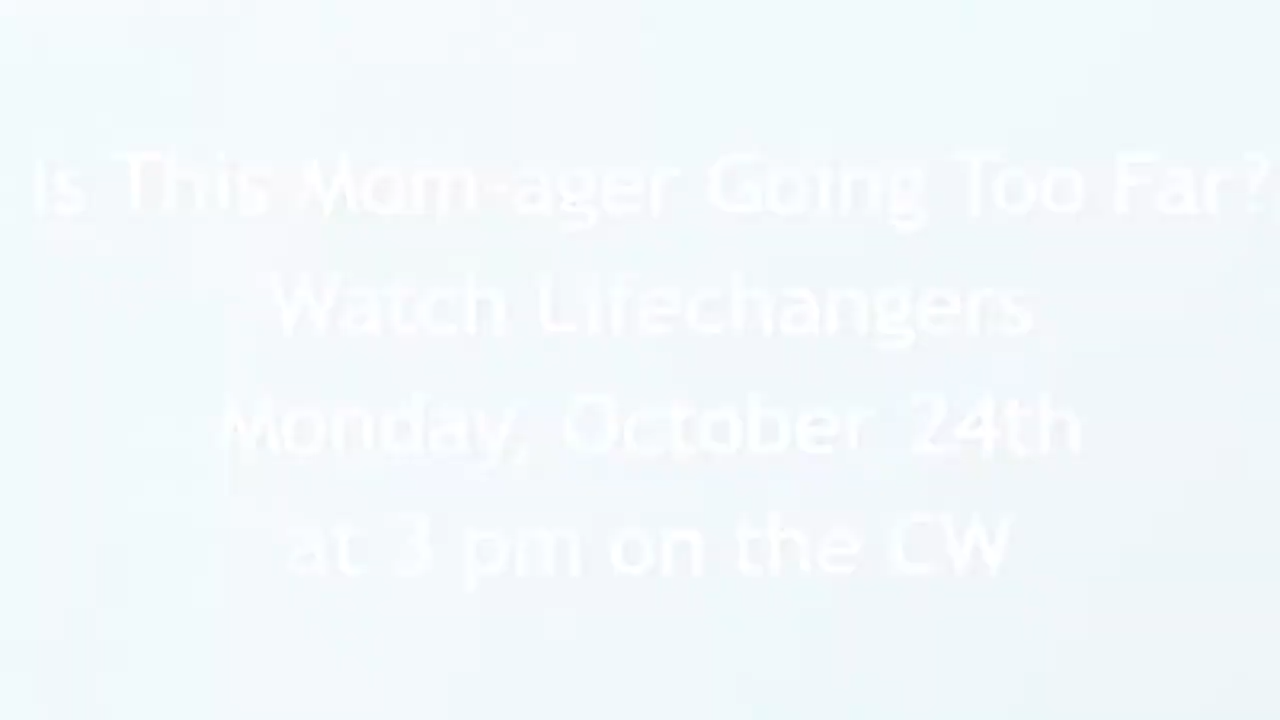 Is This Mom-ager Going Too Far?
Watch Lifechangers
Monday, October 24th
at 3 pm on the CW